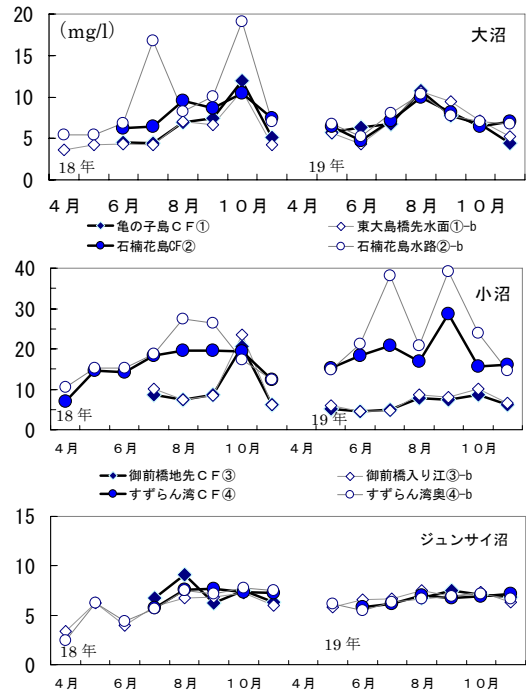 20
(mg/l)
大沼
15
10
5
0
18 年
19 年
４月 ６月 ８月 １０月 ４月 ６月 ８月 １０月
亀の子島ＣＦ① 東大島橋先水面①-b
石楠花島CF② 石楠花島水路②-b
40
小沼
30
20
10
0
18 年
19 年
４月 ６月 ８月 １０月 ４月 ６月 ８月 １０月
御前橋地先ＣＦ③ 御前橋入り江③-b
すずらん湾ＣＦ④ すずらん湾奥④-b
15
ジュンサイ沼
10
5
0
18 年
19 年
４月 ６月 ８月 １０月 ４月 ６月 ８月 １０月